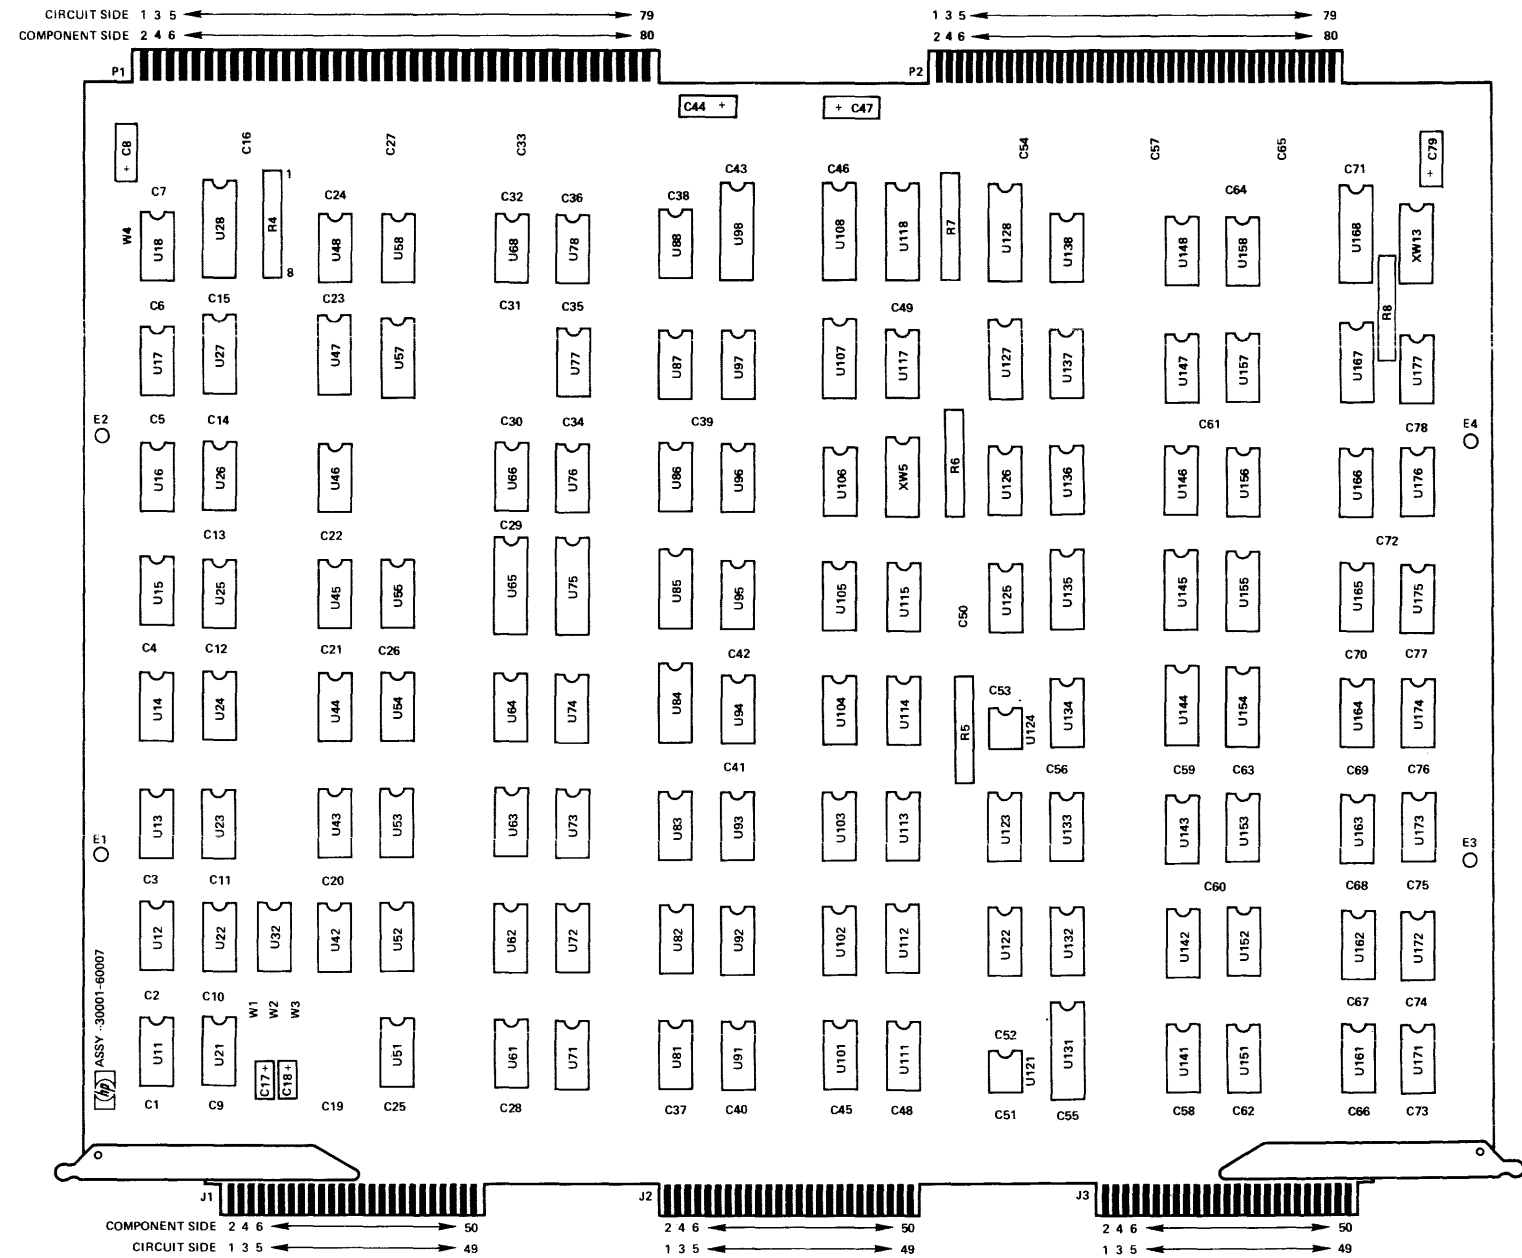 CIRCUIT SIDE 1 3 5 79 1 3 5 79
COMPONENT SIDE 2 4 6 80 2 4 6 80
P1 P2
C44 + + C47
+ C8 C16 C27 C33 C54 C57 C65 + C79
C7 1 C24 C32 C36 C38 C43 C46 C64 C71
W4 U18 U28 R4 U48 U58 U68 U78 U88 U98 U108 U118 R7 U128 U138 U148 U158 U168 XW13
8
C6 C15 C23 C31 C35 C49 R8
U17 U27 U47 U57 U77 U87 U97 U107 U117 U127 U137 U147 U157 U167 U177
E2 C5 C14 C30 C34 C39 C61 C78 E4
U16 U26 U46 U66 U76 U86 U96 U106 XW5 R6 U126 U136 U146 U156 U166 U176
C13 C22 C29 C72
U15 U25 U45 U55 U65 U75 U85 U95 U105 U115 C50 U125 U135 U145 U155 U165 U175
C4 C12 C21 C26 C42 C70 C77
U14 U24 U44 U54 U64 U74 U84 U94 U104 U114 R5 C53 U124 U134 U144 U154 U164 U174
C41 C56 C59 C63 C69 C76
E1 U13 U23 U43 U53 U63 U73 U83 U93 U103 U113 U123 U133 U143 U153 U163 U173 E3
C3 C11 C20 C60 C68 C75
U12 U22 U32 U42 U52 U62 U72 U82 U92 U102 U112 U122 U132 U142 U152 U162 U172
C2 C10 W1 W2 W3 C67 C74
hp ASSY -30001-60007
U11 U21 C17+ C18+ U51 U61 U71 U81 U91 U101 U111 C52 U121 U131 U141 U151 U161 U171
C1 C9 C19 C25 C28 C37 C40 C45 C48 C51 C55 C58 C62 C66 C73
J1 J2 J3
COMPONENT SIDE 2 4 6 50 2 4 6 50 2 4 6 50
CIRCUIT SIDE 1 3 5 49 1 3 5 49 1 3 5 49